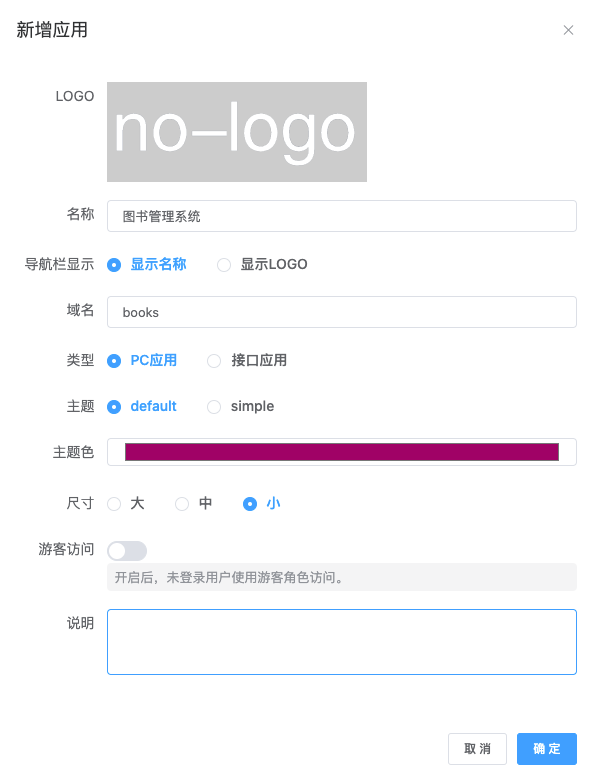 新增应用
LOGO
no-logo
名称
图书管理系统
导航栏显示 显示名称 显示LOGO
域名
books
类型 PC应用 接口应用
主题 default simple
主题色
尺寸 大 中 小
游客访问
开启后，未登录用户使用游客角色访问。
说明
取消 确定